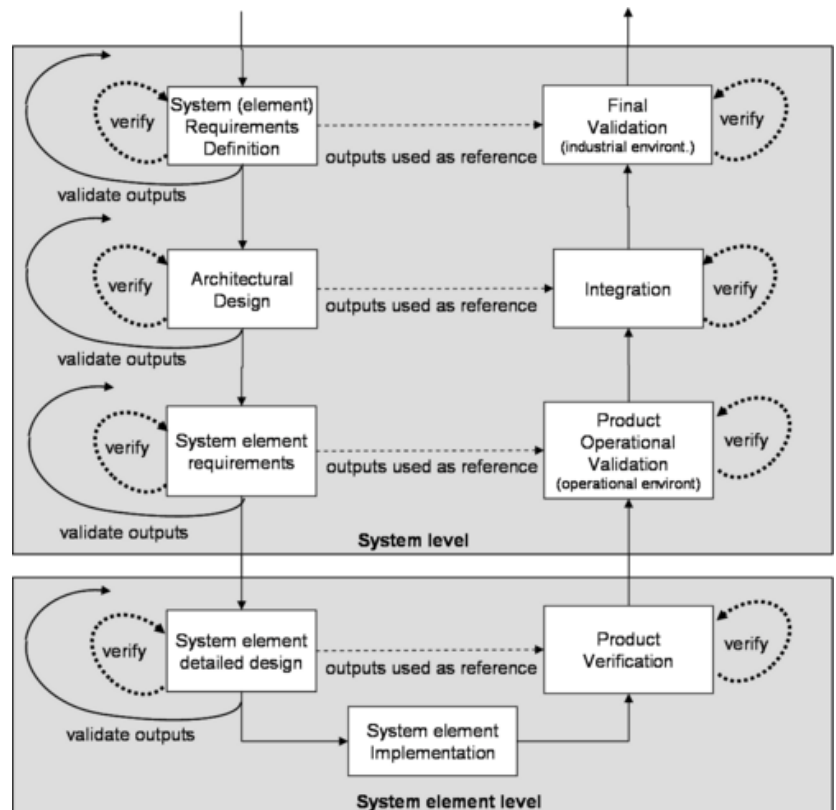 System (element)
Requirements
Definition
verify
validate outputs
outputs used as reference
Final
Validation
(industrial environt.)
verify
Architectural
Design
verify
validate outputs
outputs used as reference
Integration
verify
System element
requirements
verify
validate outputs
outputs used as reference
Product
Operational
Validation
(operational environt)
verify
System level
System element
detailed design
verify
validate outputs
outputs used as reference
Product
Verification
verify
System element
Implementation
System element level